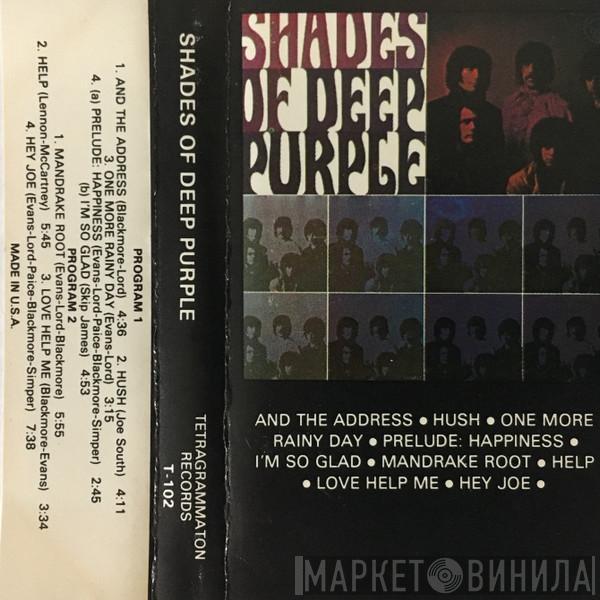 PROGRAM 1
1. AND THE ADDRESS (Blackmore-Lord) 4:36 2. HUSH (Joe South) 4:11
3. ONE MORE RAINY DAY (Evans-Lord) 3:15
4. (a) PRELUDE: HAPPINESS (Evans-Lord-Paice-Blackmore-Simper) 2:45
(b) I'M SO GLAD (Skip James) 4:53
PROGRAM 2
1. MANDRAKE ROOT (Evans-Lord-Blackmore) 5:55
2. HELP (Lennon-McCartney) 5:45 3. LOVE HELP ME (Blackmore-Evans) 3:34
4. HEY JOE (Evans-Lord-Paice-Blackmore-Simper) 7:38
MADE IN U.S.A.
SHADES OF DEEP PURPLE
TETRAGRAMMATON
RECORDS
T-102
SHADES
OF DEEP
PURPLE
AND THE ADDRESS • HUSH • ONE MORE
RAINY DAY • PRELUDE: HAPPINESS •
I'M SO GLAD • MANDRAKE ROOT • HELP
• LOVE HELP ME • HEY JOE •
МАРКЕТ ВИНИЛА